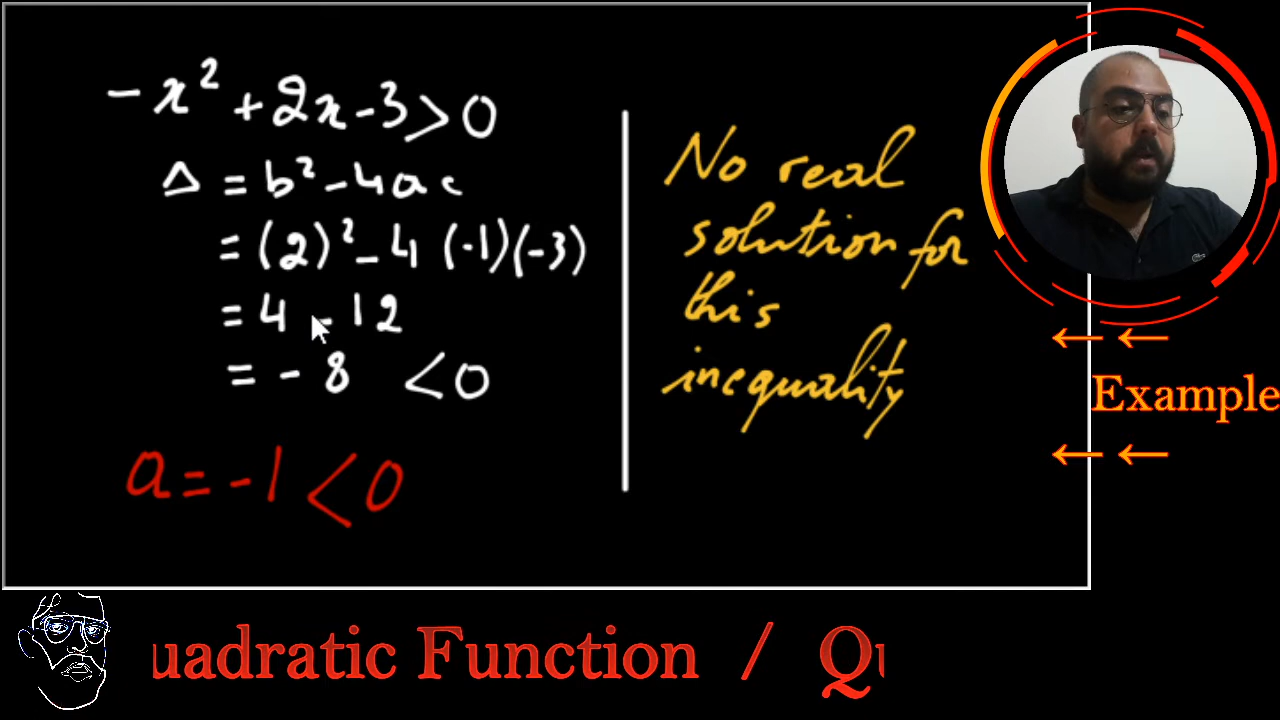 -x² + 2x - 3 > 0
Δ = b² - 4ac
= (2)² - 4 (-1)(-3)
= 4 - 12
= - 8 < 0
a = -1 < 0
No real
solution for
this
inequality
← ←
Example
← ←
uadratic Function / Qu